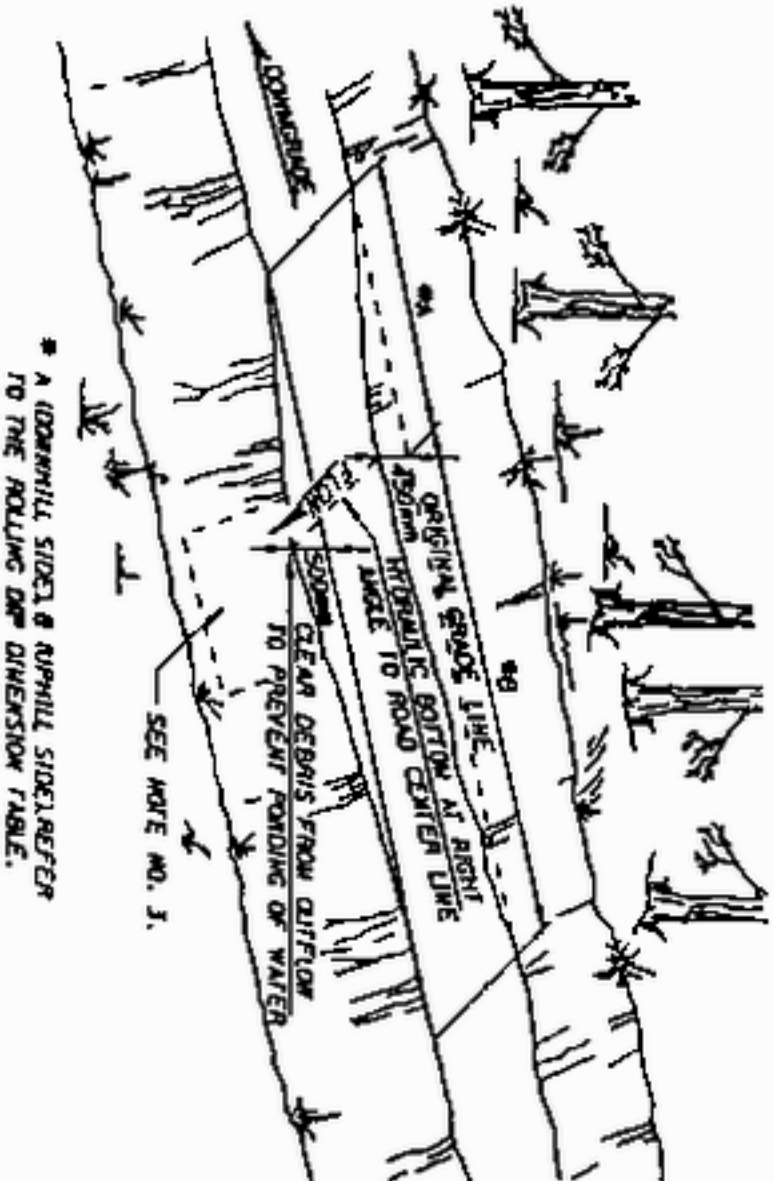 DOWNGRADE
*A
*B
ORIGINAL GRADE LINE
FLOW
HYDRAULIC BOTTOM AT RIGHT
ANGLE TO ROAD CENTER LINE
500mm
CLEAR DEBRIS FROM OUTFLOW
TO PREVENT PONDING OF WATER
SEE NOTE NO. 3.
* A (DOWNHILL SIDE), B (UPHILL SIDE), REFER
TO THE ROLLING DIP DIMENSION TABLE.